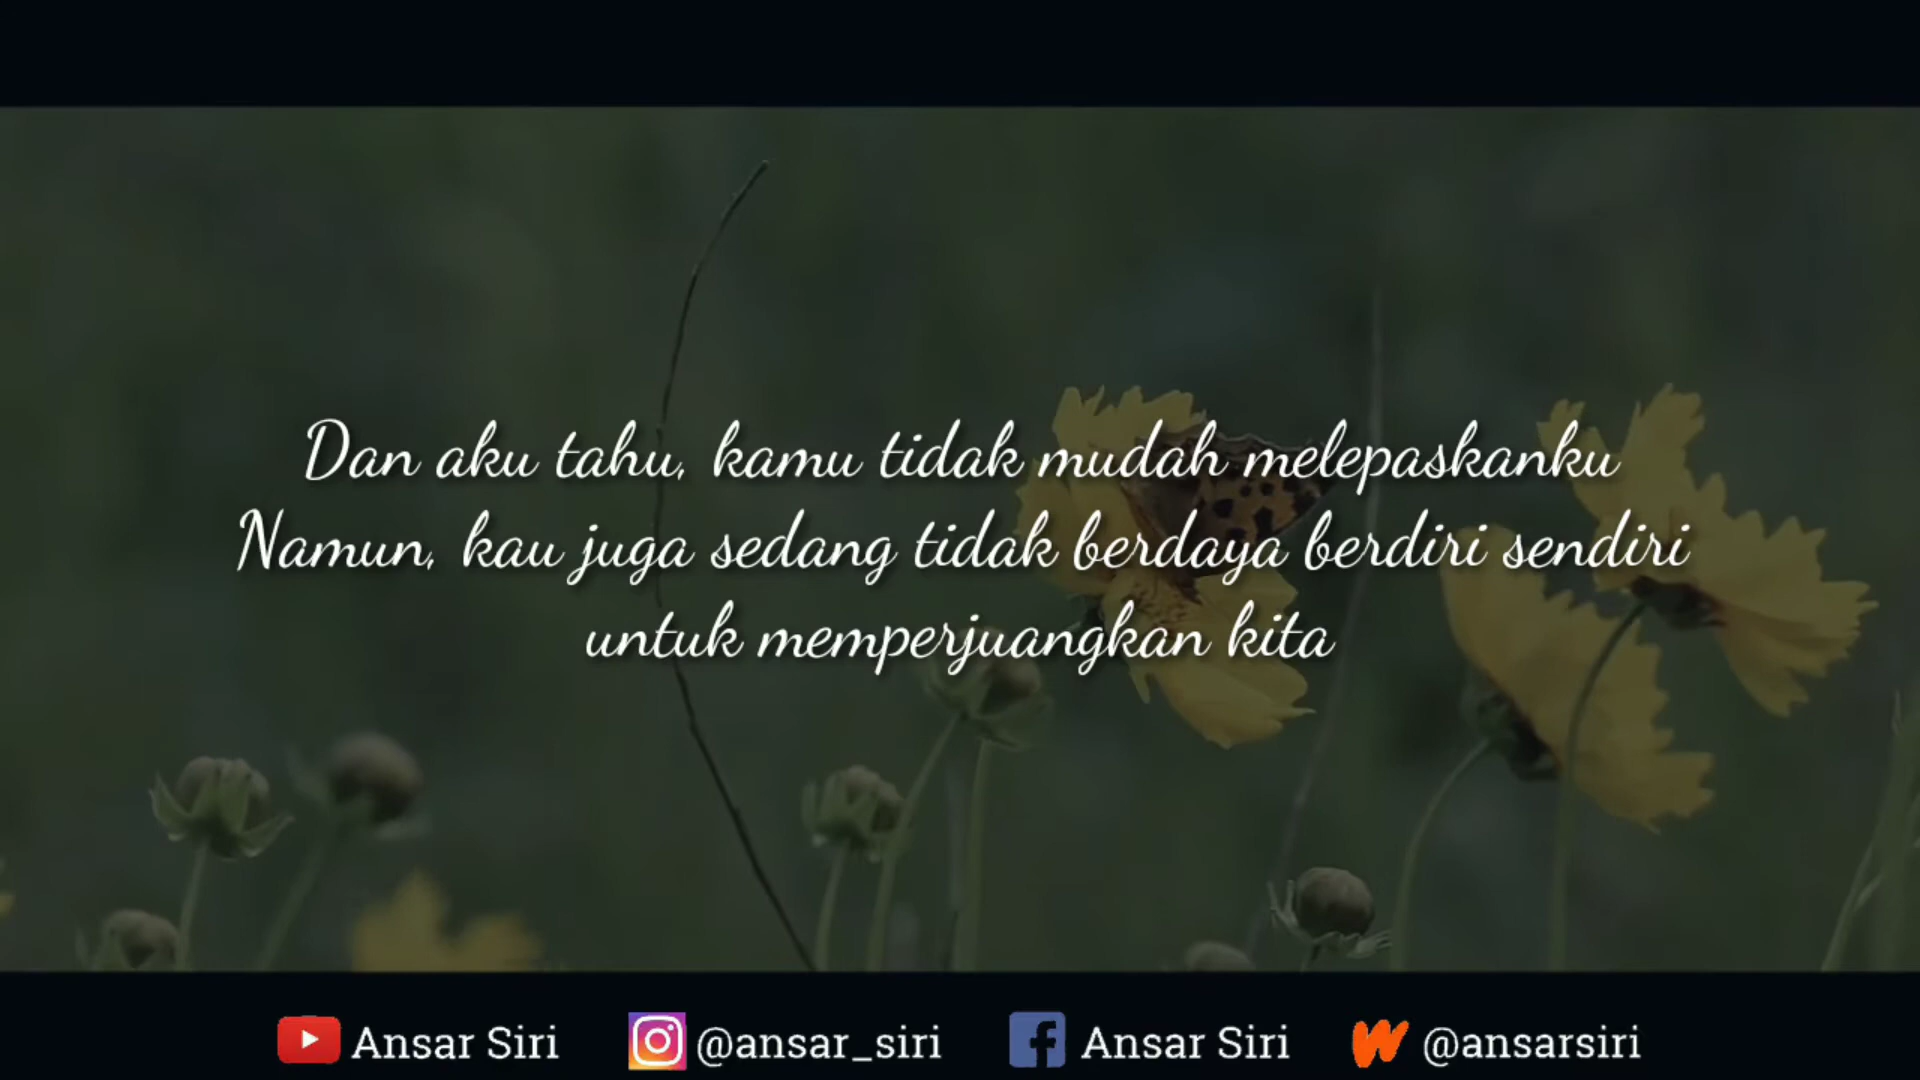 Dan aku tahu, kamu tidak mudah melepaskanku
Namun, kau juga sedang tidak berdaya berdiri sendiri
untuk memperjuangkan kita
Ansar Siri @ansar_siri Ansar Siri @ansarsiri